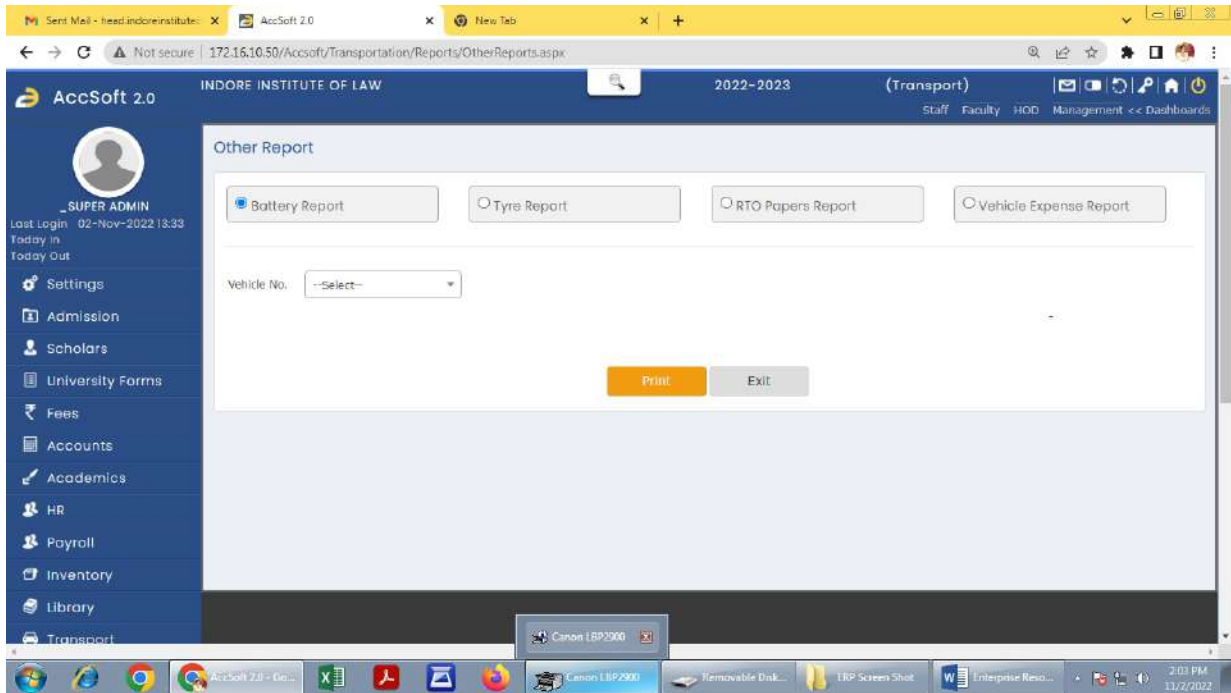 Sent Mail - head.indoreinstitute
AccSoft 2.0
New Tab
Not secure | 172.16.10.50/Accsoft/Transportation/Reports/OtherReports.aspx
AccSoft 2.0
INDORE INSTITUTE OF LAW
2022-2023
(Transport)
Staff Faculty HOD Management << Dashboards
_SUPER ADMIN
Last Login 02-Nov-2022 13:33
Today In
Today Out
Settings
Admission
Scholars
University Forms
Fees
Accounts
Academics
HR
Payroll
Inventory
Library
Transport
Other Report
Battery Report
Tyre Report
RTO Papers Report
Vehicle Expense Report
Vehicle No. --Select--
-
Print
Exit
Canon LBP2900
AccSoft 2.0 - Go...
Canon LBP2900
Removable Disk...
ERP Screen Shot
Enterprise Reso...
2:03 PM
11/2/2022